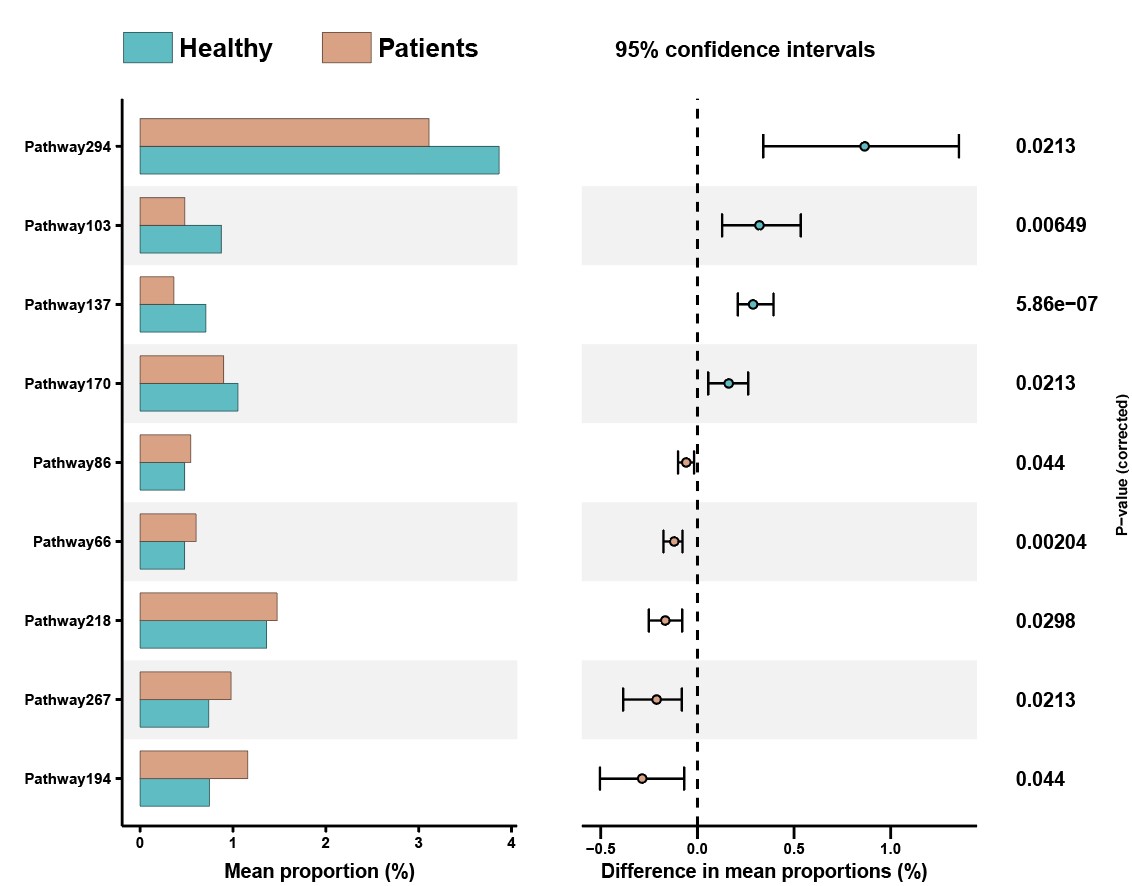 Healthy Patients 95% confidence intervals
Pathway294 0.0213
Pathway103 0.00649
Pathway137 5.86e−07
Pathway170 0.0213
Pathway86 0.044
Pathway66 0.00204
Pathway218 0.0298
Pathway267 0.0213
Pathway194 0.044
P−value (corrected)
0 1 2 3 4 −0.5 0.0 0.5 1.0
Mean proportion (%) Difference in mean proportions (%)